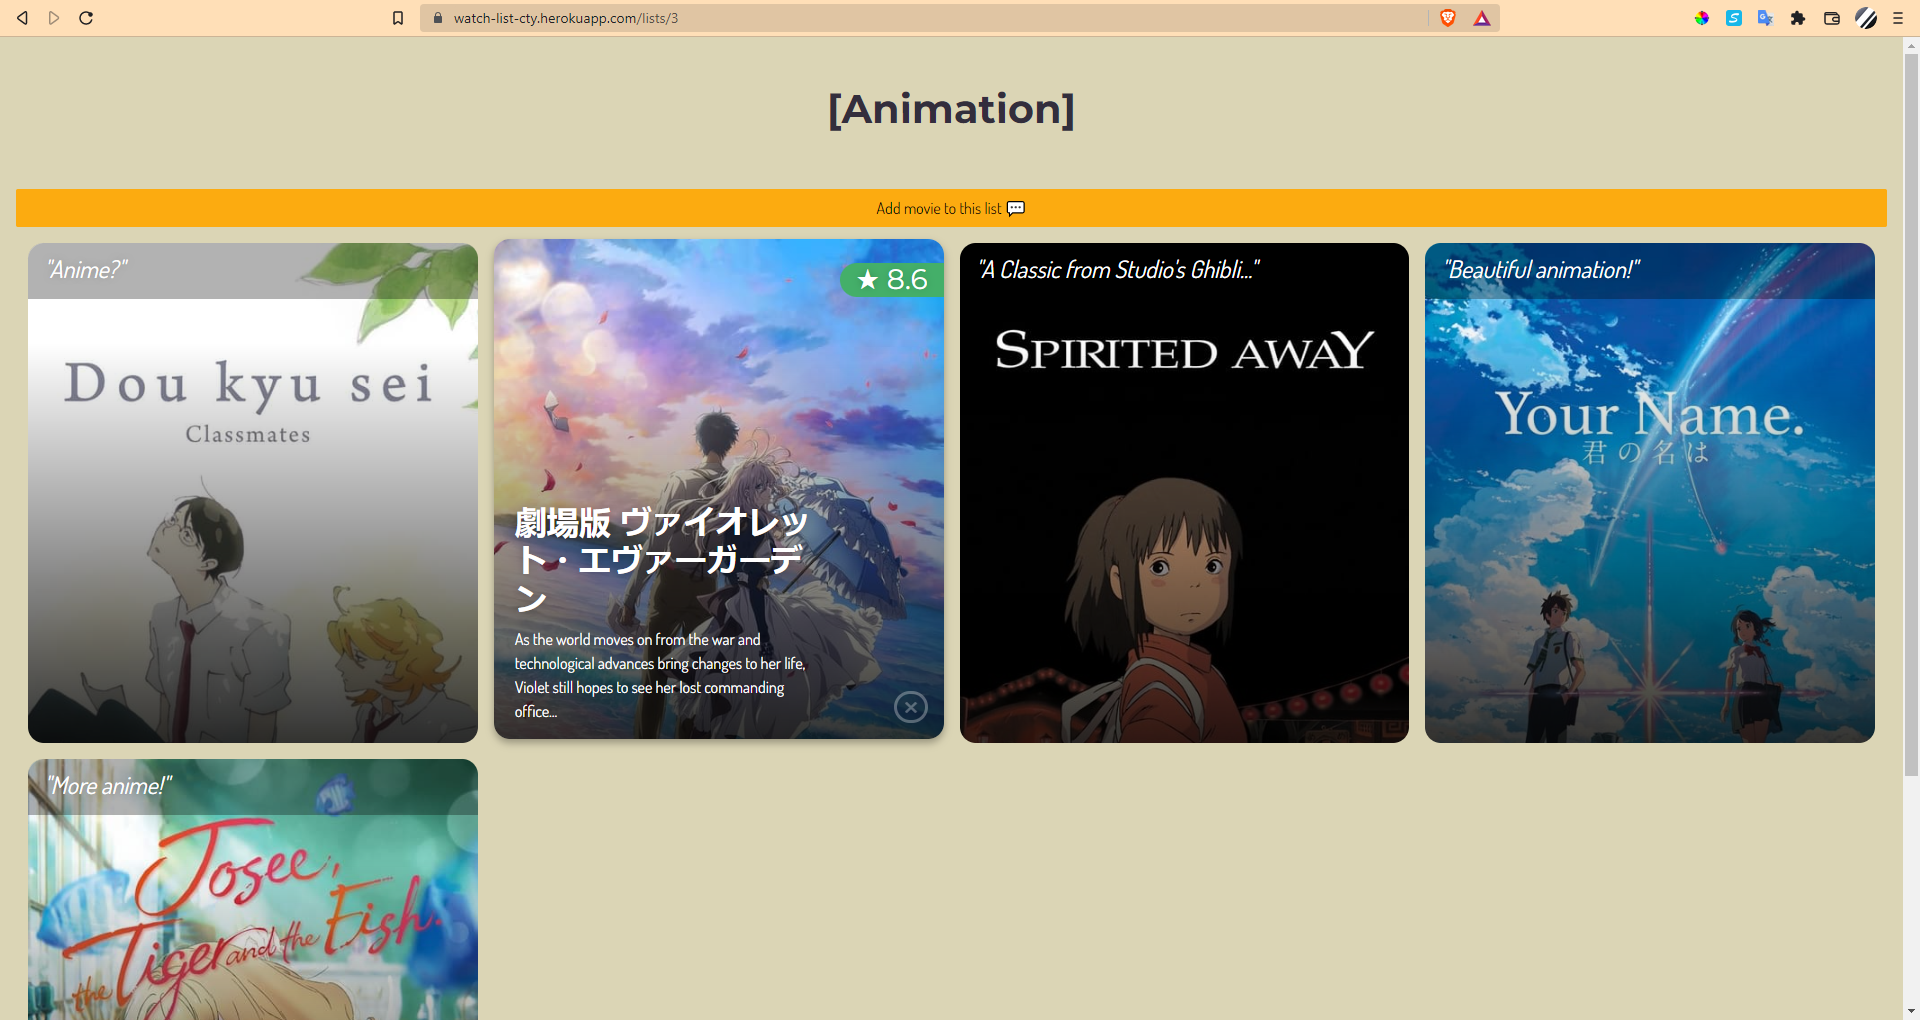 watch-list-cty.herokuapp.com/lists/3
[Animation]
Add movie to this list
"Anime?"
Dou kyu sei
Classmates
★ 8.6
劇場版 ヴァイオレッ
ト・エヴァーガーデ
ン
As the world moves on from the war and
technological advances bring changes to her life,
Violet still hopes to see her lost commanding
office...
"A Classic from Studio's Ghibli..."
SPIRITED AWAY
"Beautiful animation!"
Your Name.
君の名は
"More anime!"
Josee,
the Tiger and the Fish.